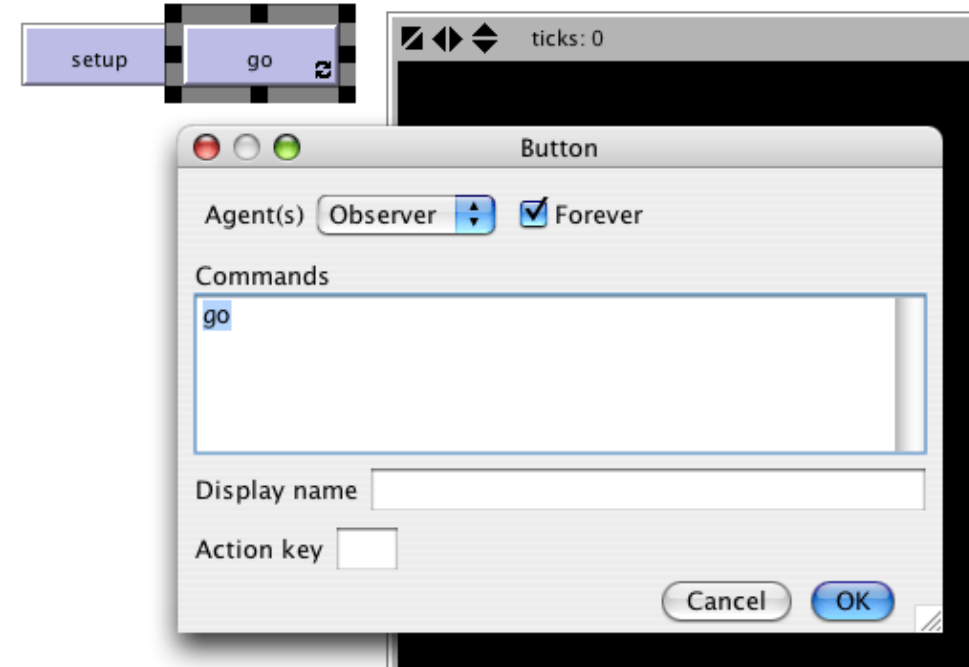 setup
go
ticks: 0
Button
Agent(s) Observer Forever
Commands
go
Display name
Action key
Cancel OK